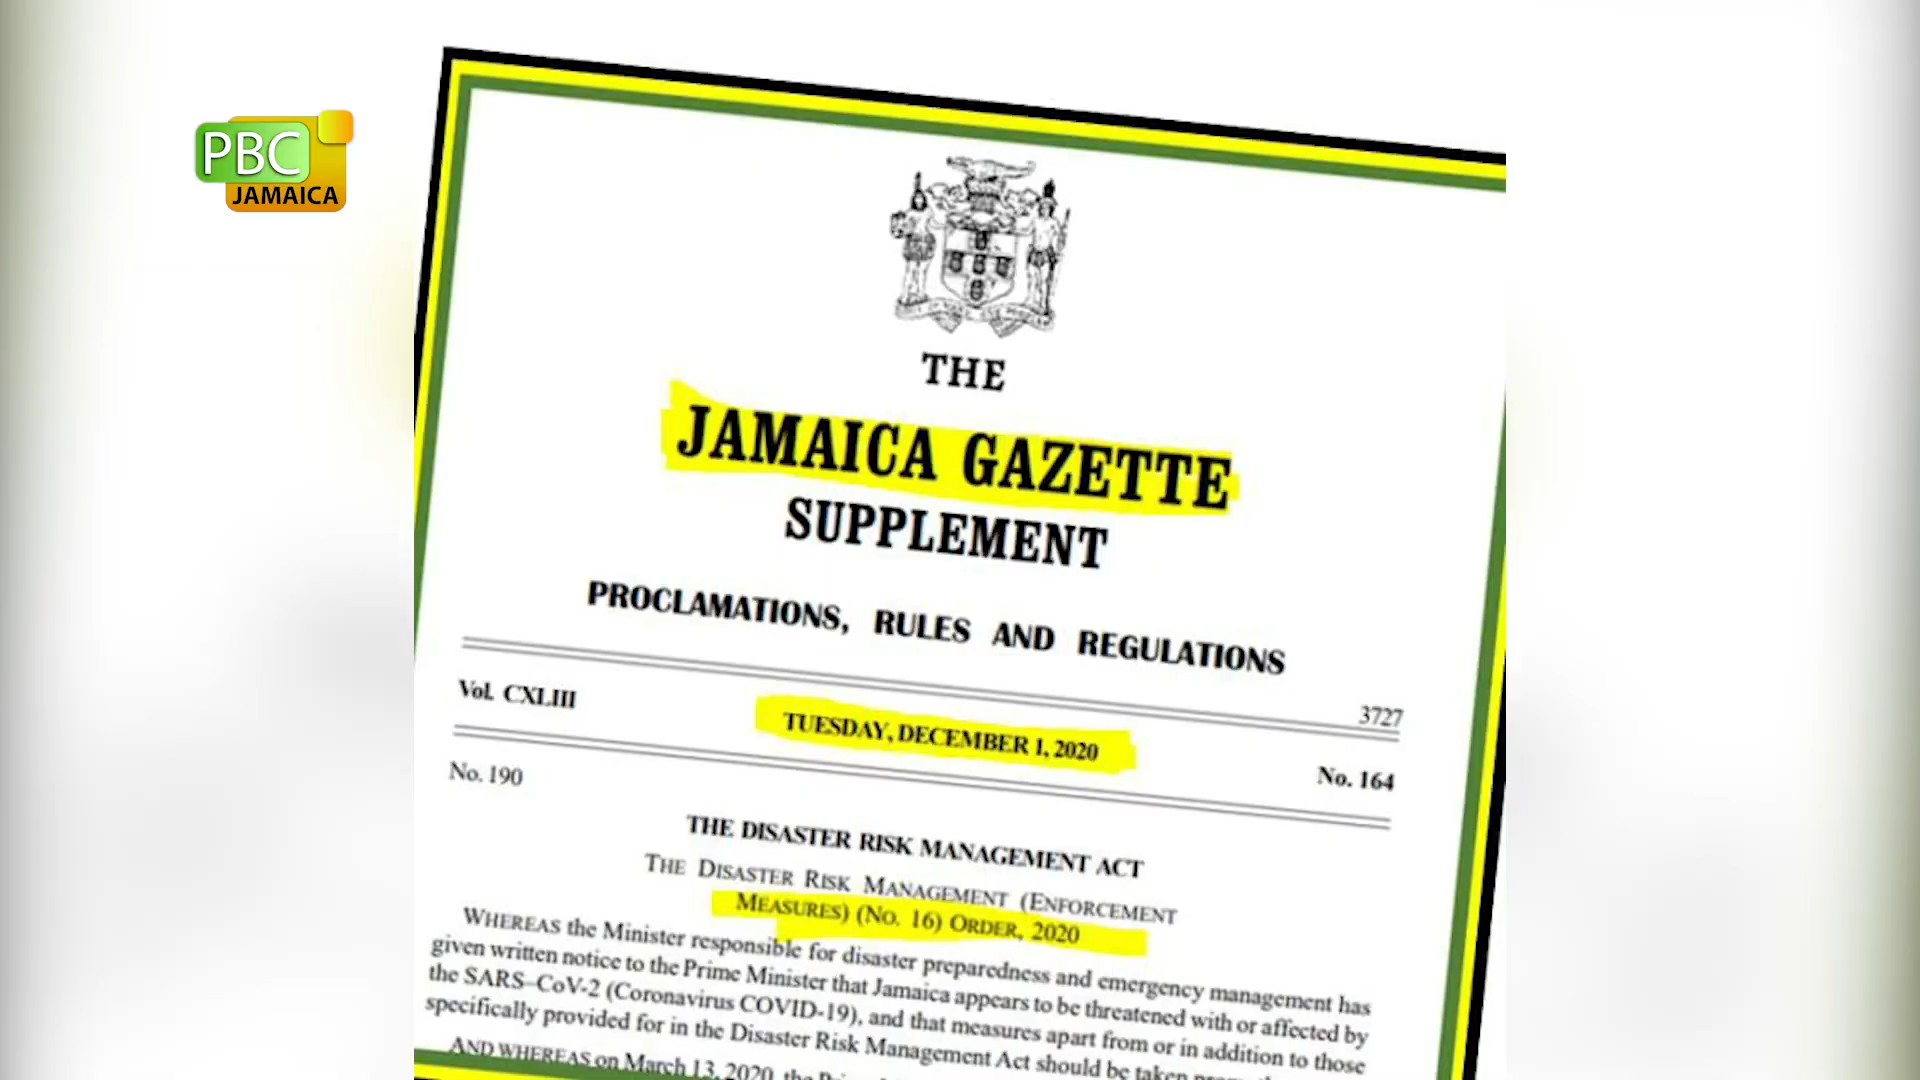 PBC
JAMAICA
THE
JAMAICA GAZETTE
SUPPLEMENT
PROCLAMATIONS, RULES AND REGULATIONS
3727
Vol. CXLIII
TUESDAY, DECEMBER 1, 2020
No. 164
No. 190
THE DISASTER RISK MANAGEMENT ACT
THE DISASTER RISK MANAGEMENT (ENFORCEMENT
MEASURES) (No. 16) ORDER, 2020
WHEREAS the Minister responsible for disaster preparedness and emergency management has
given written notice to the Prime Minister that Jamaica appears to be threatened with or affected by
the SARS–CoV-2 (Coronavirus COVID-19), and that measures apart from or in addition to those
specifically provided for in the Disaster Risk Management Act should be taken
AND WHEREAS on March 13, 2020, the